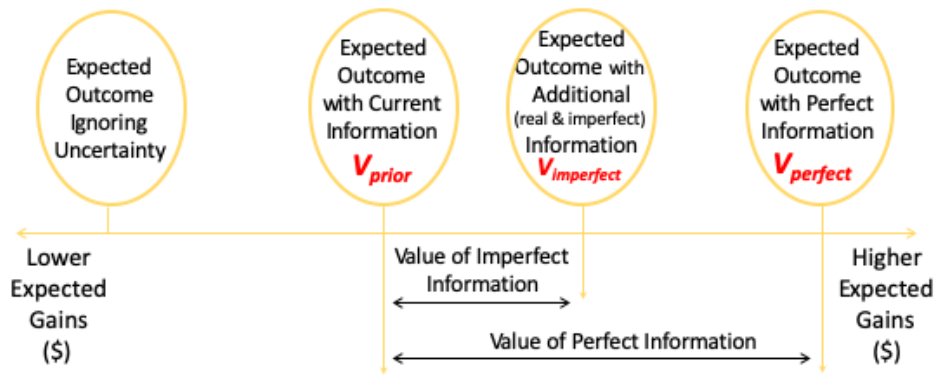 Expected
Outcome
Ignoring
Uncertainty
Expected
Outcome
with Current
Information
Vprior
Expected
Outcome with
Additional
(real & imperfect)
Information
Vimperfect
Expected
Outcome
with Perfect
Information
Vperfect
Lower
Expected
Gains
($)
Value of Imperfect
Information
Value of Perfect Information
Higher
Expected
Gains
($)